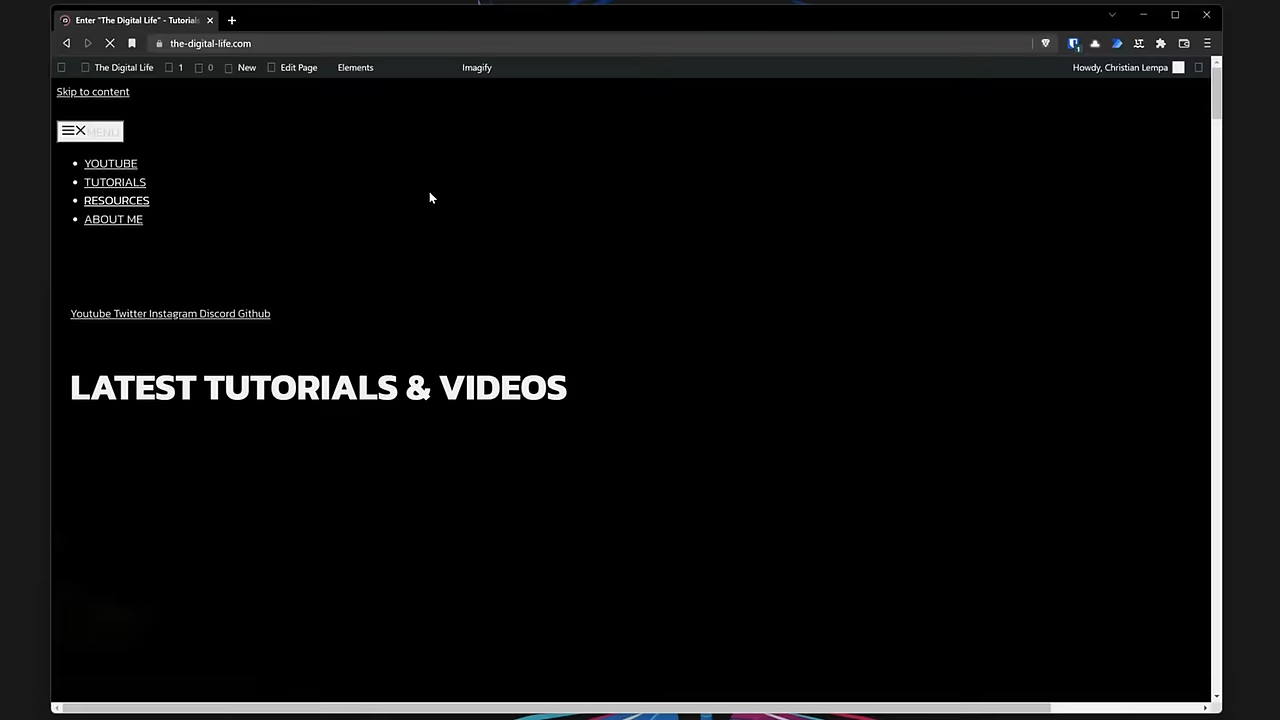 Enter "The Digital Life" - Tutorials
the-digital-life.com
The Digital Life 1 0 New Edit Page Elements Imagify Howdy, Christian Lempa
Skip to content
MENU
YOUTUBE
TUTORIALS
RESOURCES
ABOUT ME
Youtube Twitter Instagram Discord Github
LATEST TUTORIALS & VIDEOS